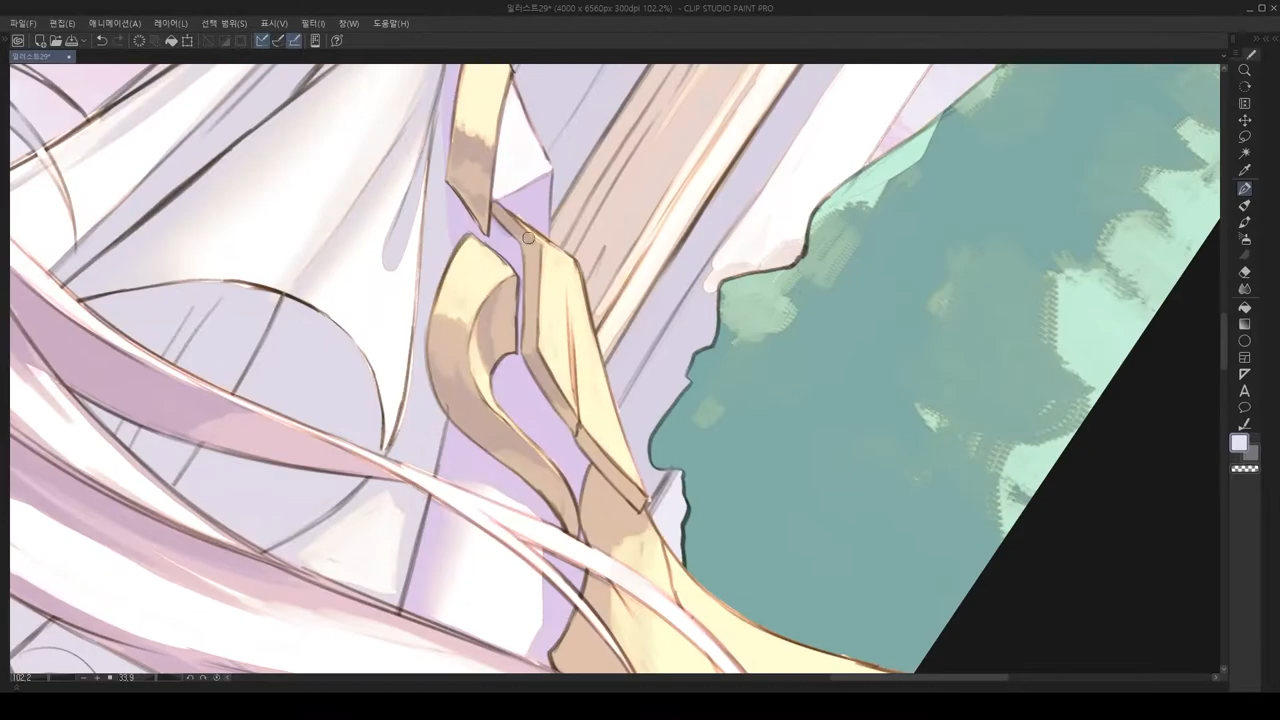 일러스트29* (4000 x 6560px 300dpi 102.2%) - CLIP STUDIO PAINT PRO
파일(F) 편집(E) 애니메이션(A) 레이어(L) 선택 범위(S) 표시(V) 필터(I) 창(W) 도움말(H)
일러스트29*
102.2 33.9